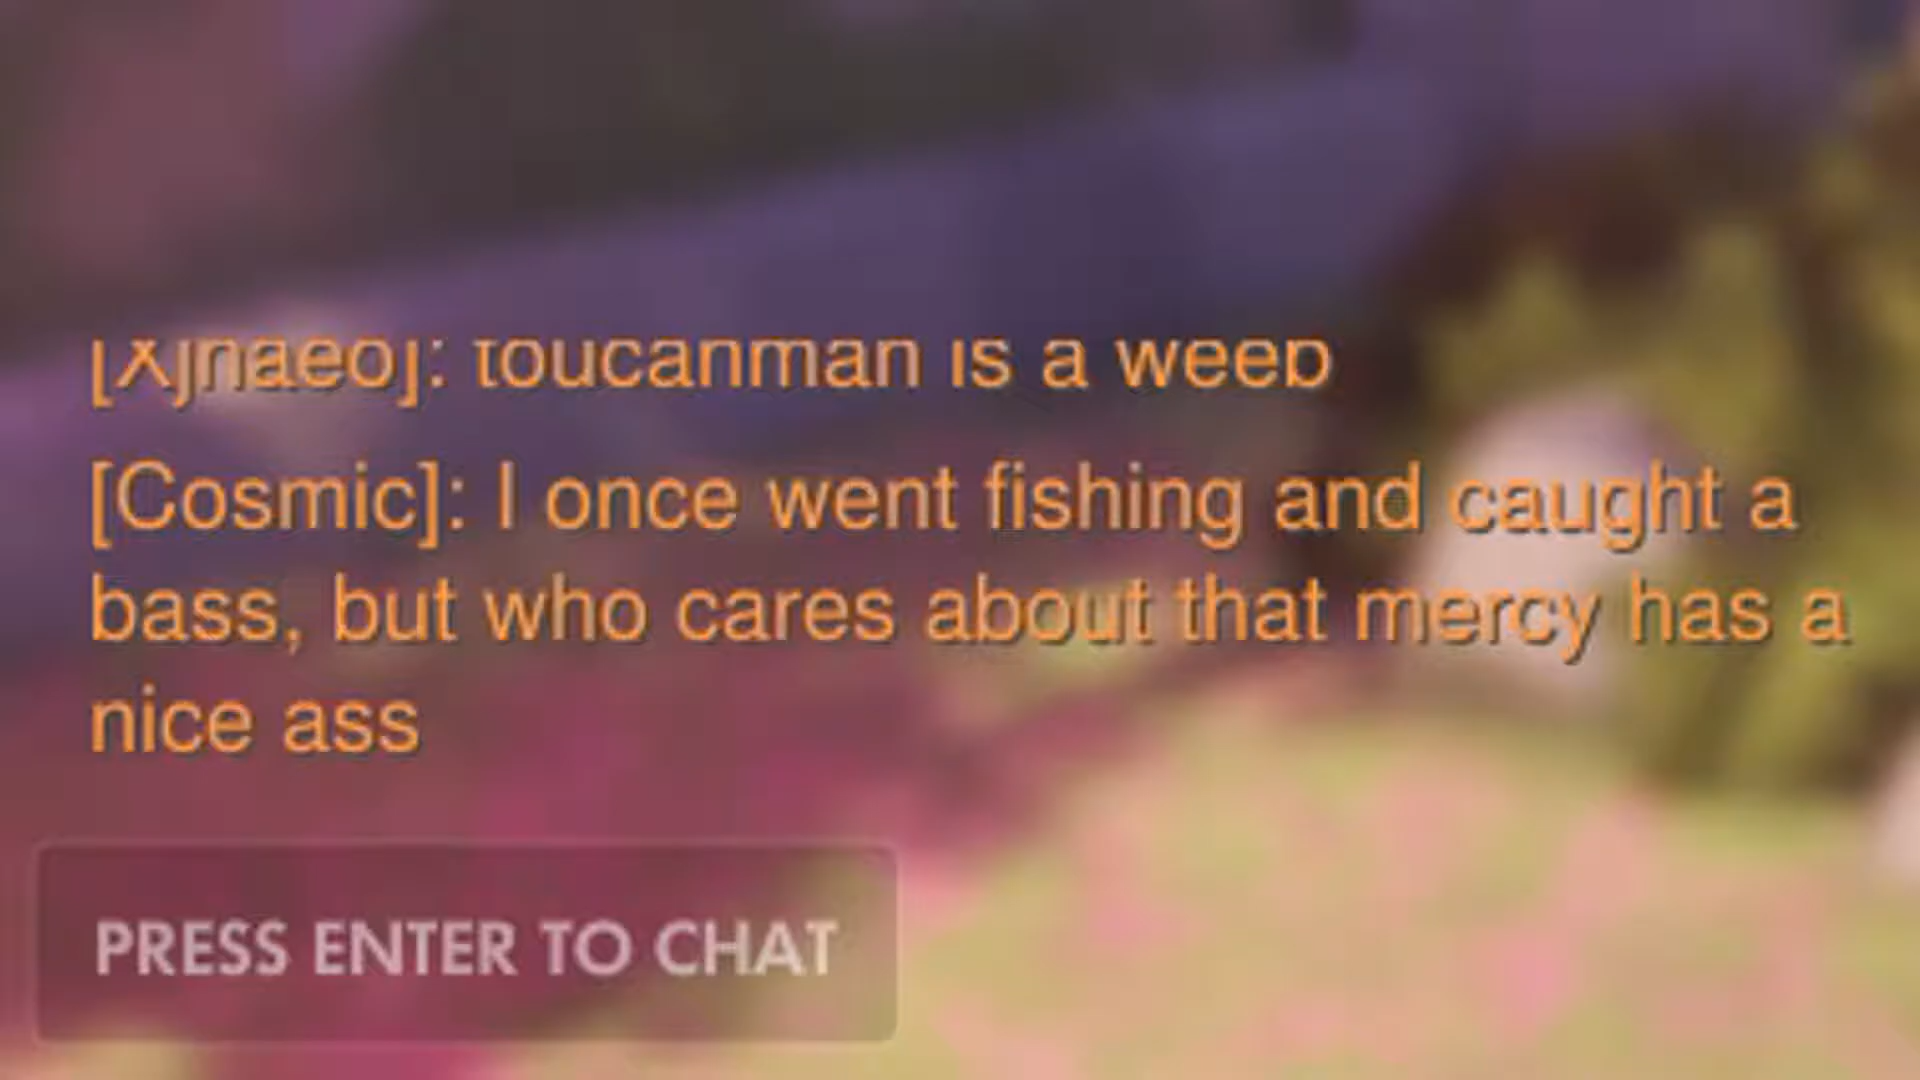 toucanman is a weeb
[Cosmic]: I once went fishing and caught a
bass, but who cares about that mercy has a
nice ass
PRESS ENTER TO CHAT